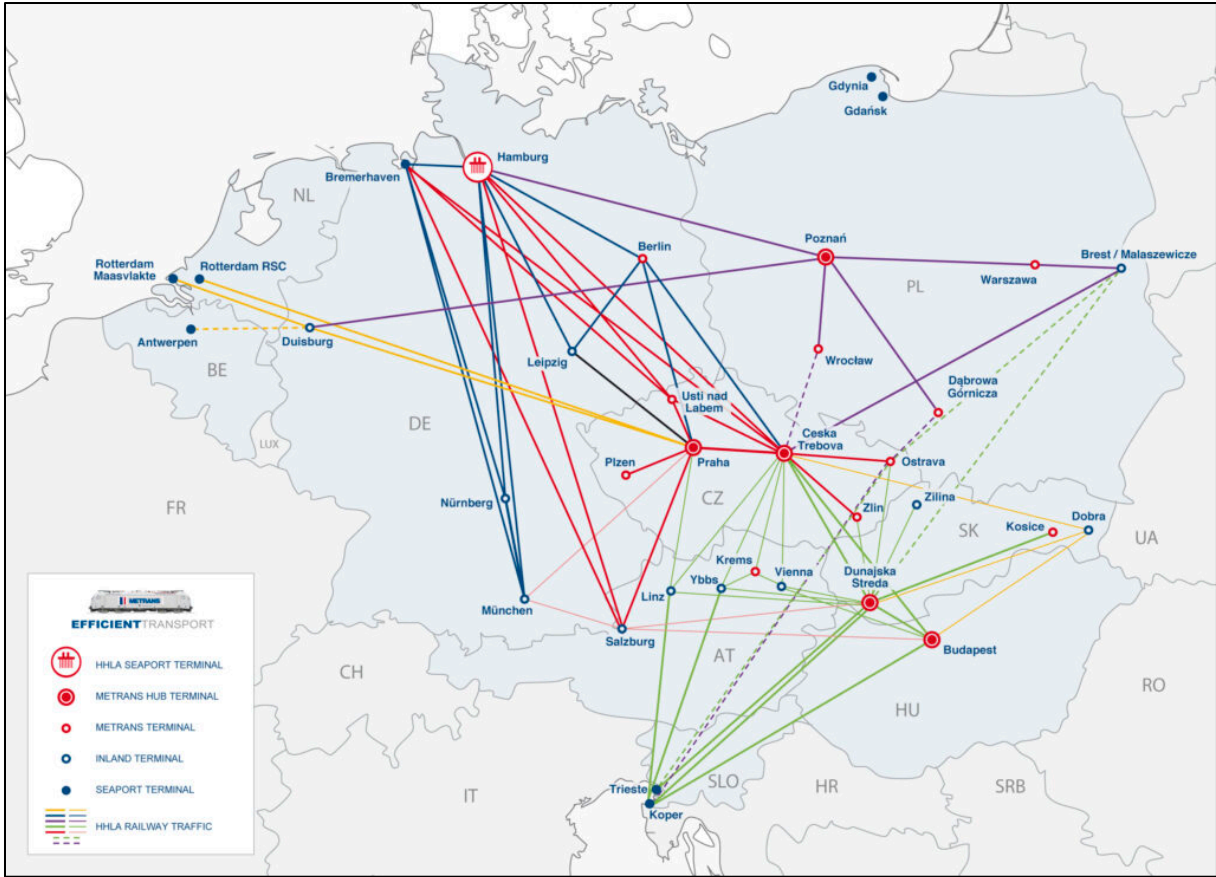 Gdynia
Gdańsk
Hamburg
Bremerhaven
NL
Berlin
Poznań
Brest / Malaszewicze
Rotterdam
Maasvlakte
Rotterdam RSC
Warszawa
PL
Antwerpen
Duisburg
Leipzig
Wrocław
BE
Dąbrowa
Górnicza
Usti nad
Labem
DE
LUX
Ceska
Trebova
Praha
Plzen
Ostrava
CZ
Nürnberg
Zilina
FR
Zlin
SK
Kosice
Dobra
UA
Krems
Vienna
Dunajska
Streda
Ybbs
Linz
München
Salzburg
Budapest
AT
CH
HU
RO
IT
Trieste
SLO
HR
SRB
Koper
METRANS
EFFICIENTTRANSPORT
HHLA SEAPORT TERMINAL
METRANS HUB TERMINAL
METRANS TERMINAL
INLAND TERMINAL
SEAPORT TERMINAL
HHLA RAILWAY TRAFFIC